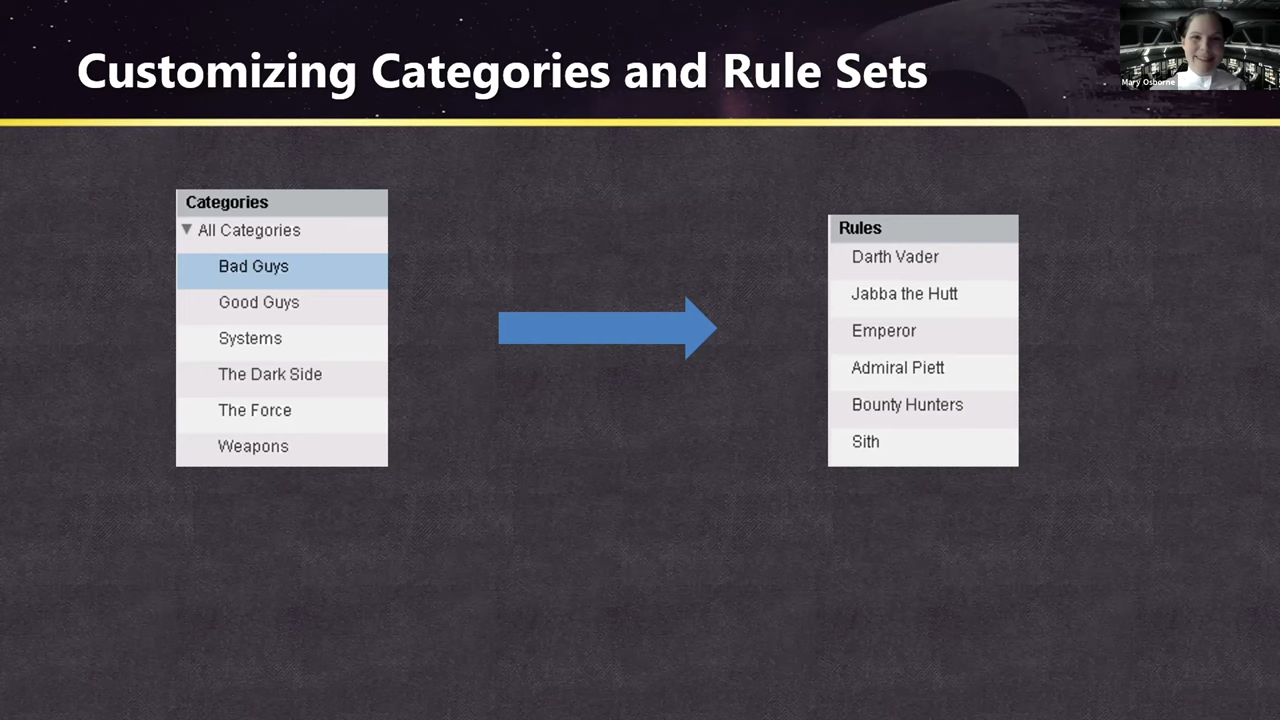 Customizing Categories and Rule Sets
Mary Osborne
Categories
All Categories
Bad Guys
Good Guys
Systems
The Dark Side
The Force
Weapons
Rules
Darth Vader
Jabba the Hutt
Emperor
Admiral Piett
Bounty Hunters
Sith